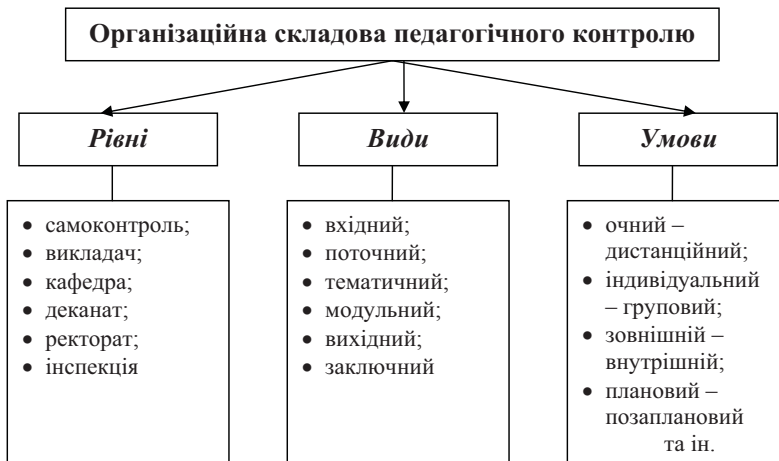 Організаційна складова педагогічного контролю
Рівні
• самоконтроль;
• викладач;
• кафедра;
• деканат;
• ректорат;
• інспекція
Види
• вхідний;
• поточний;
• тематичний;
• модульний;
• вихідний;
• заключний
Умови
• очний –
дистанційний;
• індивідуальний
– груповий;
• зовнішній –
внутрішній;
• плановий –
позаплановий
та ін.